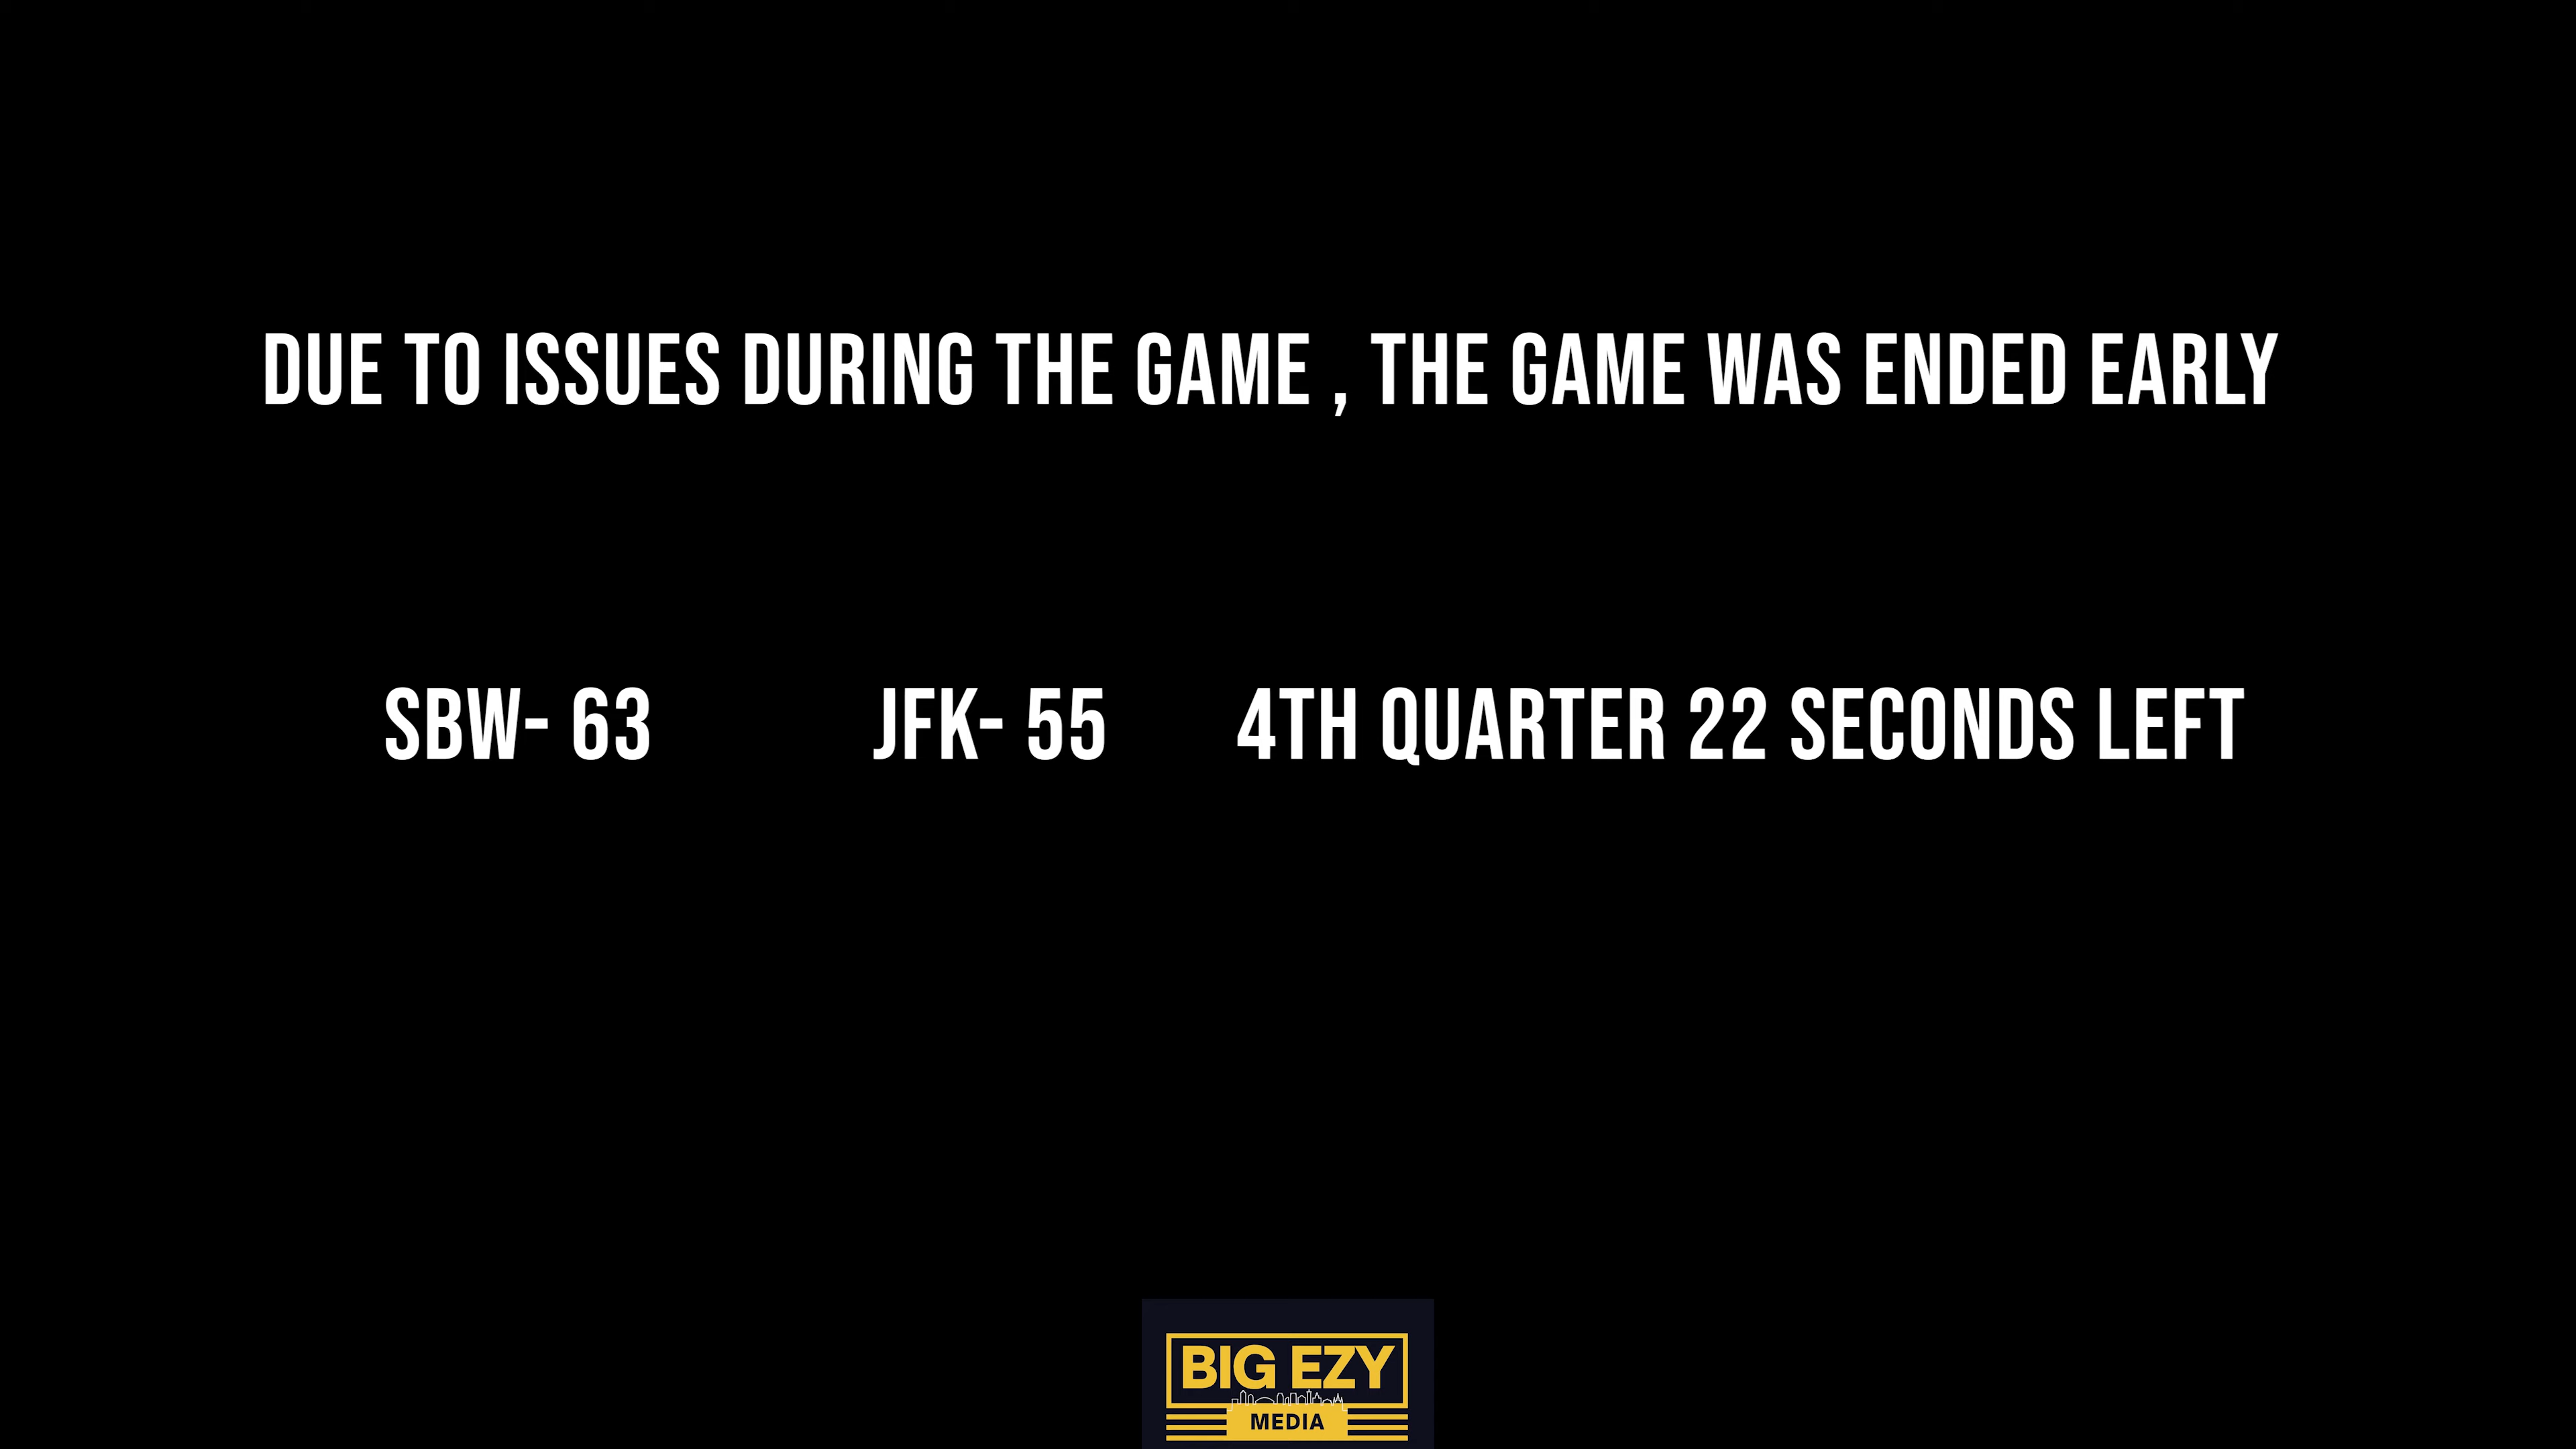 DUE TO ISSUES DURING THE GAME , THE GAME WAS ENDED EARLY
SBW- 63 JFK- 55 4TH QUARTER 22 SECONDS LEFT
BIG EZY
MEDIA